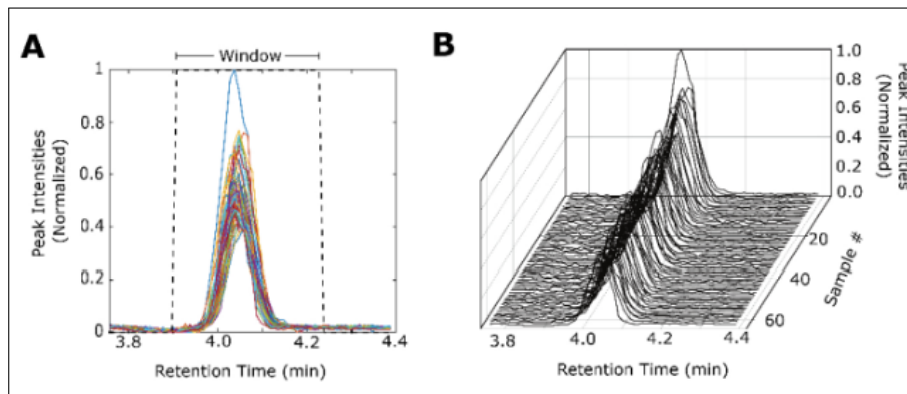 A
Window
1
0.8
0.6
0.4
0.2
0
Peak Intensities
(Normalized)
3.8
4.0
4.2
4.4
Retention Time (min)
B
1.0
0.8
0.6
0.4
0.2
0.0
Peak Intensities
(Normalized)
20
40
60
Sample #
3.8
4.0
4.2
4.4
Retention Time (min)